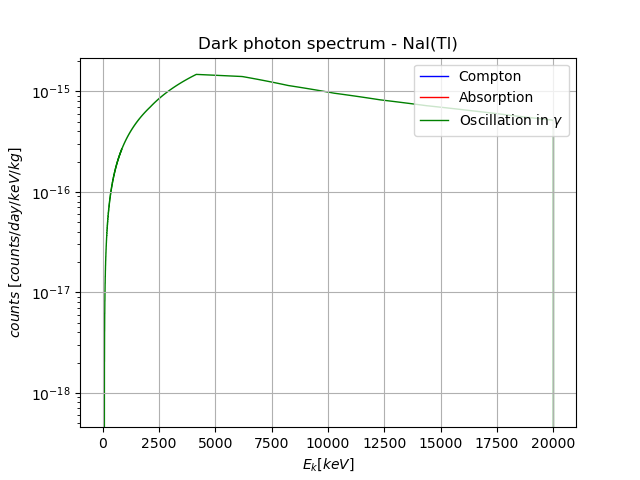 Dark photon spectrum - NaI(Tl)
Compton
Absorption
Oscillation in γ
counts [counts/day/keV/kg]
10⁻¹⁵
10⁻¹⁶
10⁻¹⁷
10⁻¹⁸
0 2500 5000 7500 10000 12500 15000 17500 20000
E_k[keV]